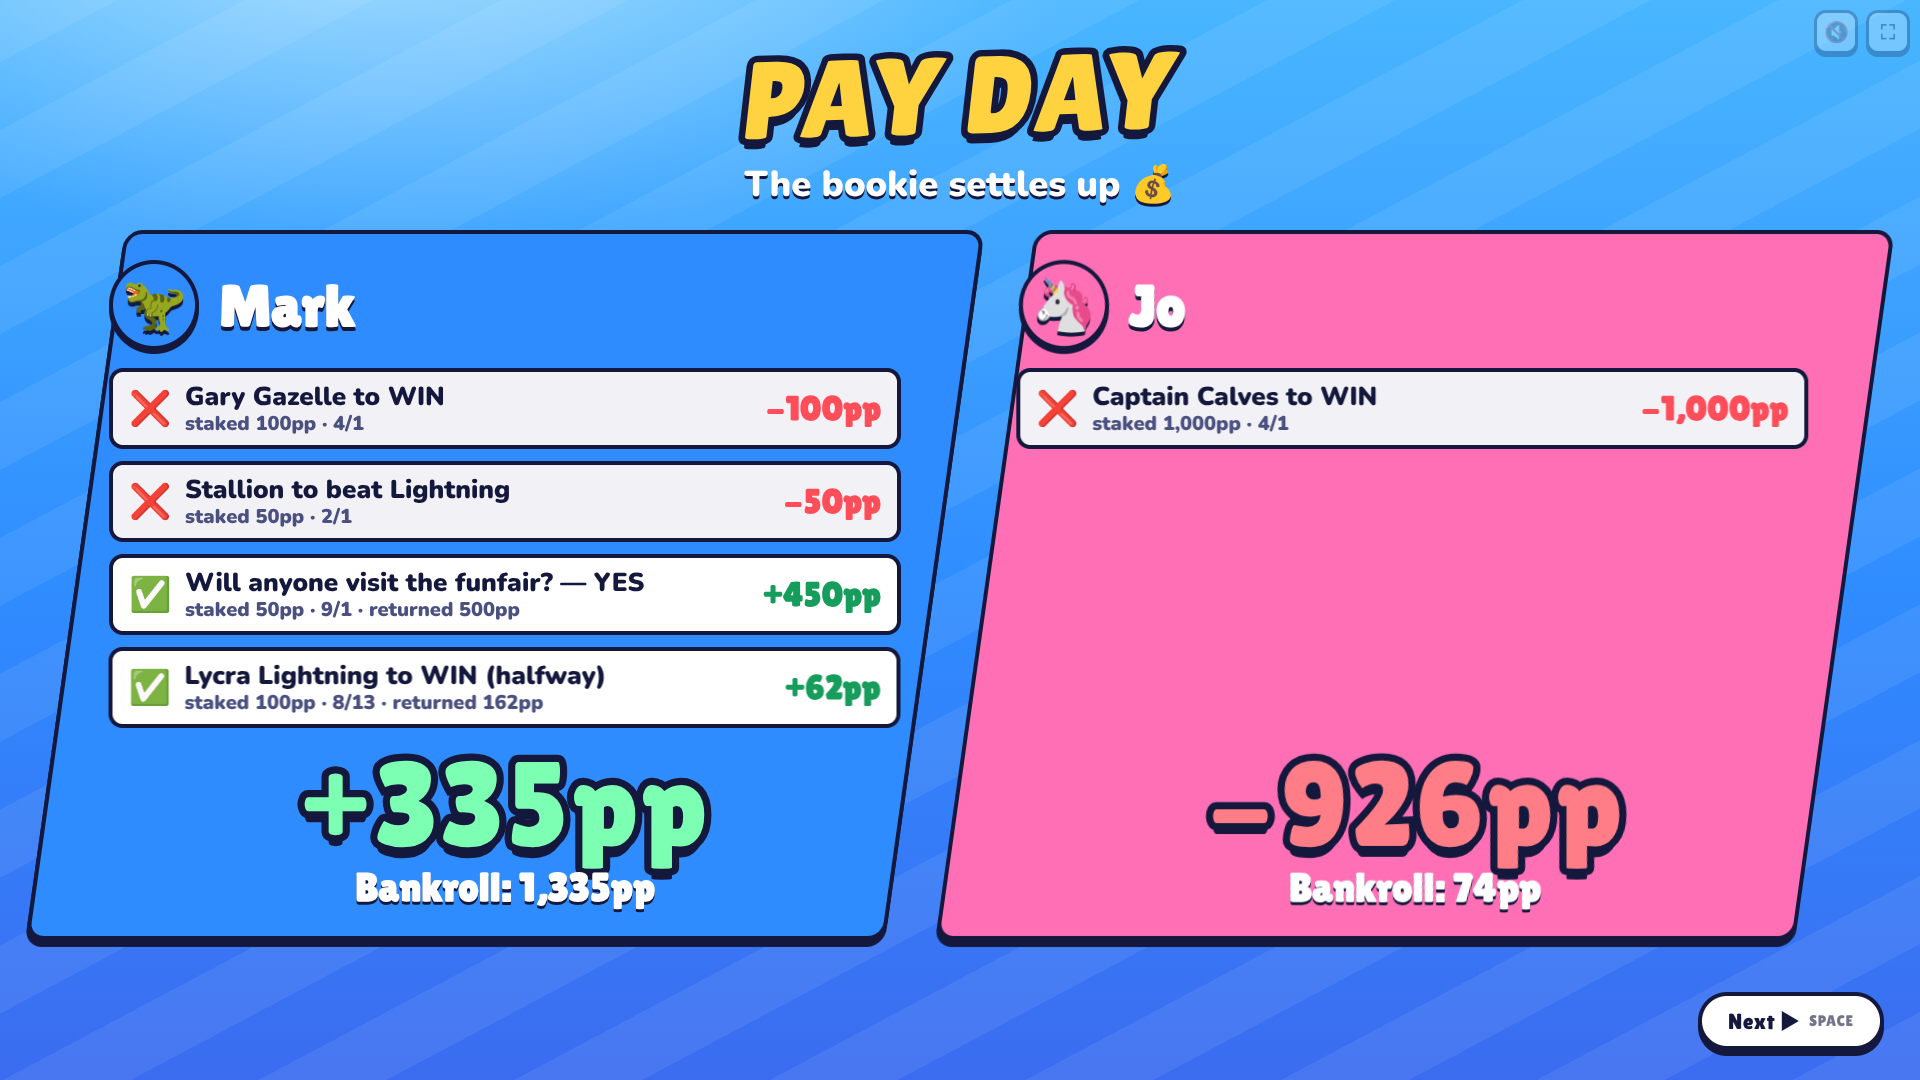 PAY DAY
The bookie settles up
Mark
Gary Gazelle to WIN
staked 100pp · 4/1
−100pp
Stallion to beat Lightning
staked 50pp · 2/1
−50pp
Will anyone visit the funfair? — YES
staked 50pp · 9/1 · returned 500pp
+450pp
Lycra Lightning to WIN (halfway)
staked 100pp · 8/13 · returned 162pp
+62pp
+335pp
Bankroll: 1,335pp
Jo
Captain Calves to WIN
staked 1,000pp · 4/1
−1,000pp
−926pp
Bankroll: 74pp
Next ▶ SPACE